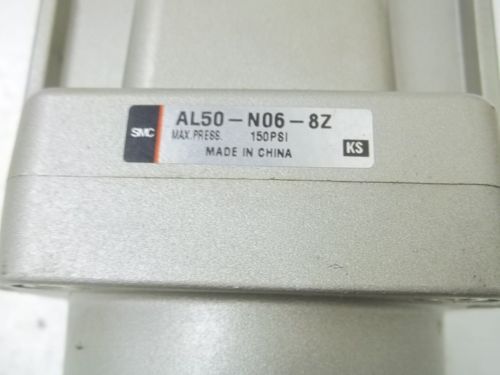 SMC
AL50-N06-8Z
MAX.PRESS. 150PSI
MADE IN CHINA KS